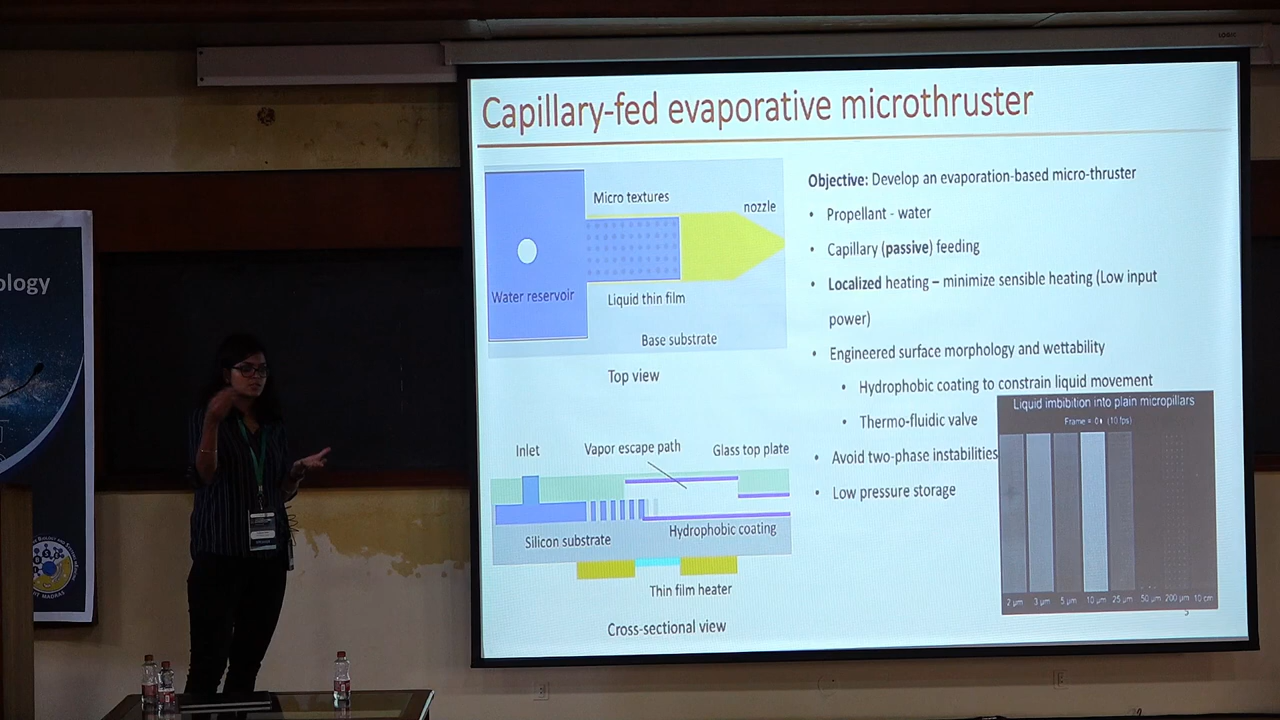 LOGIC
Capillary-fed evaporative microthruster
Micro textures
nozzle
Water reservoir
Liquid thin film
Base substrate
Top view
Inlet
Vapor escape path
Glass top plate
Silicon substrate
Hydrophobic coating
Thin film heater
Cross-sectional view
Objective: Develop an evaporation-based micro-thruster
• Propellant - water
• Capillary (passive) feeding
• Localized heating – minimize sensible heating (Low input
power)
• Engineered surface morphology and wettability
• Hydrophobic coating to constrain liquid movement
• Thermo-fluidic valve
• Avoid two-phase instabilities
• Low pressure storage
Liquid imbibition into plain micropillars
(10 fps)
2 μm 3 μm 5 μm 10 μm 25 μm 50 μm 200 μm 10 cm
5
ology
MADRAS